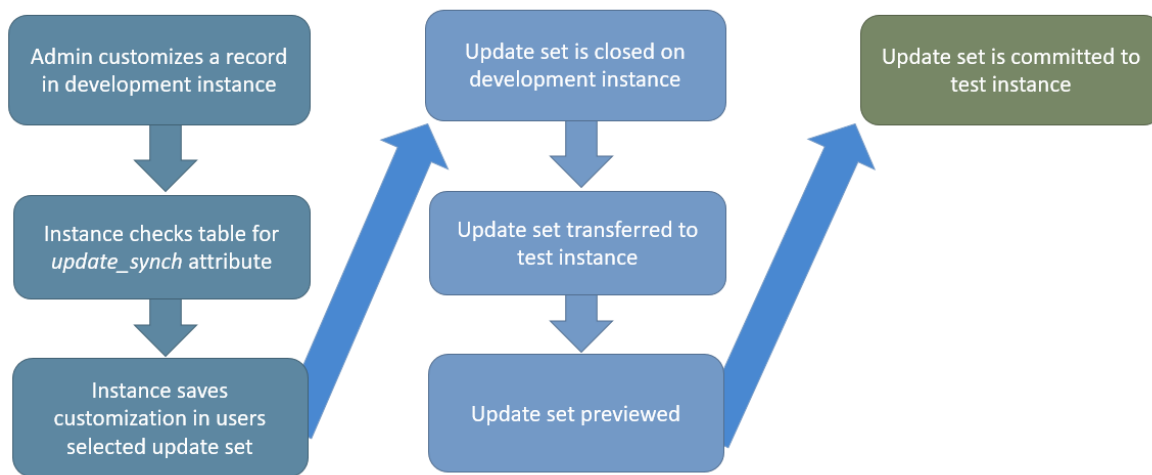 Admin customizes a record
in development instance
Instance checks table for
update_synch attribute
Instance saves
customization in users
selected update set
Update set is closed on
development instance
Update set transferred to
test instance
Update set previewed
Update set is committed to
test instance